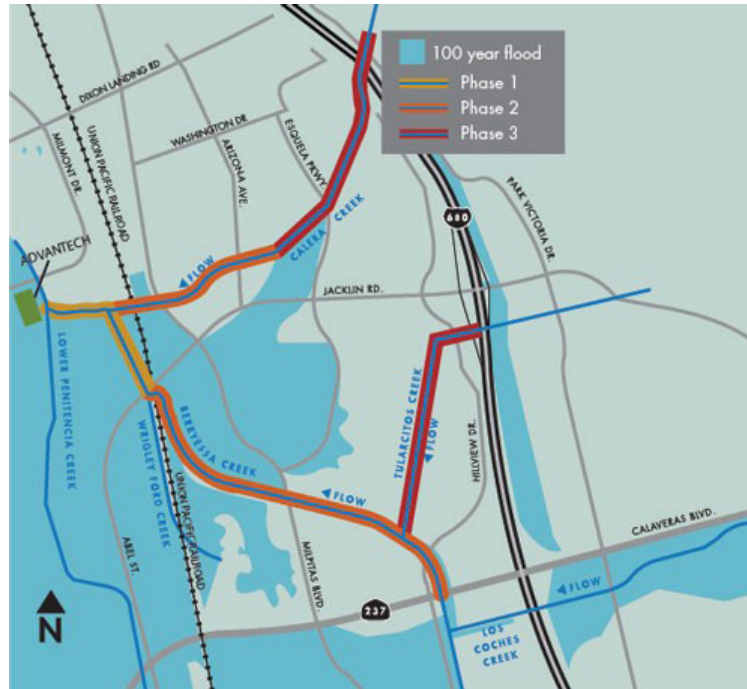 100 year flood
Phase 1
Phase 2
Phase 3
DIXON LANDING RD
MILMONT DR.
UNION PACIFIC RAILROAD
WASHINGTON DR
ARIZONA AVE.
ESQUELA PKWY.
CALERA CREEK
FLOW
680
PARK VICTORIA DR.
ADVANTECH
JACKLIN RD.
LOWER PENITENCIA CREEK
WRIGLEY FORD CREEK
BERRYESSA CREEK
UNION PACIFIC RAILROAD
TULARCITOS CREEK
FLOW
HILLVIEW DR.
FLOW
CALAVERAS BLVD.
ABEL ST.
MILPITAS BLVD.
237
FLOW
LOS
COCHES
CREEK
N